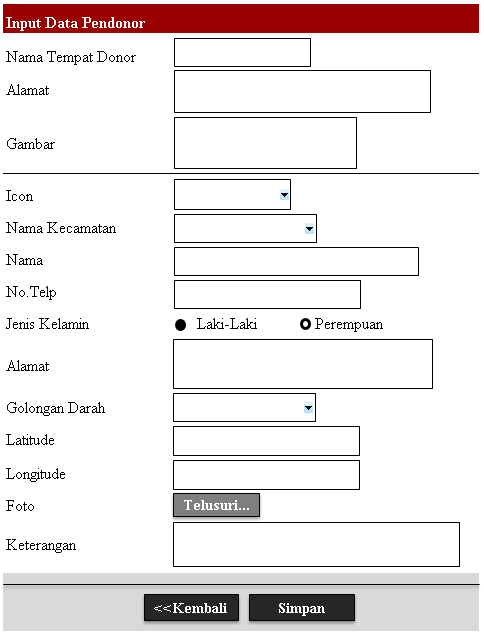 Input Data Pendonor
Nama Tempat Donor
Alamat
Gambar
Icon
Nama Kecamatan
Nama
No.Telp
Jenis Kelamin Laki-Laki Perempuan
Alamat
Golongan Darah
Latitude
Longitude
Foto Telusuri...
Keterangan
<<Kembali Simpan